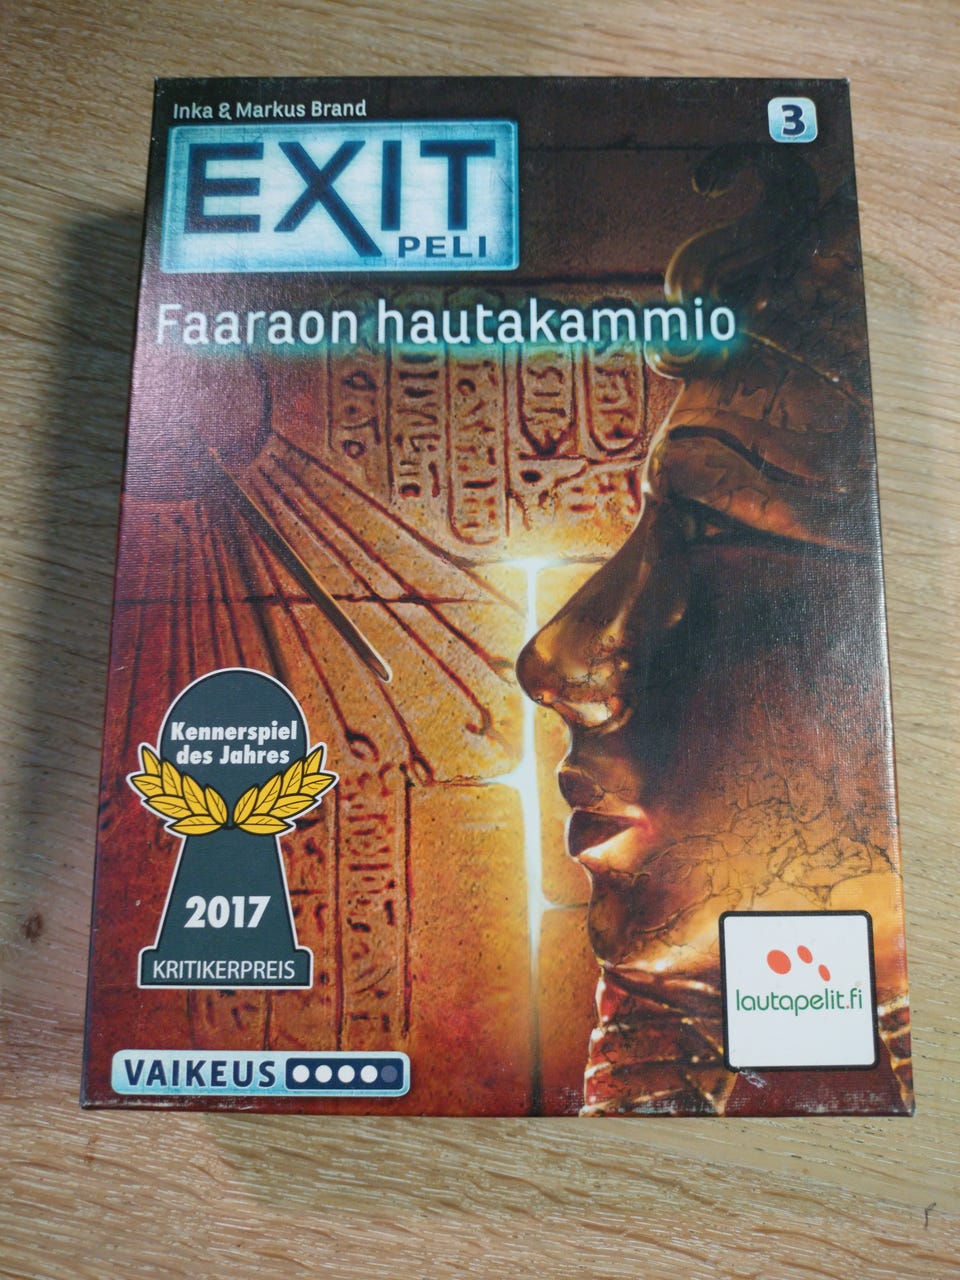 Inka & Markus Brand
3
EXIT
PELI
Faaraon hautakammio
Kennerspiel
des Jahres
2017
KRITIKERPREIS
lautapelit.fi
VAIKEUS